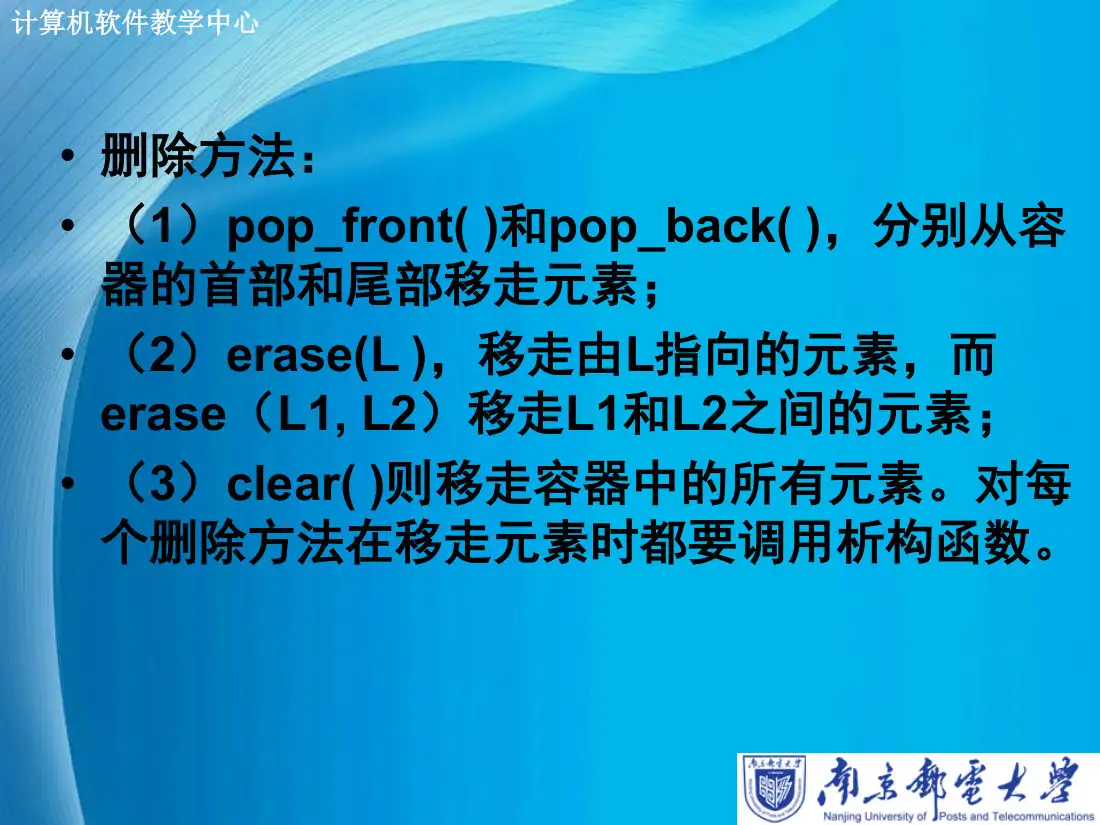 计算机软件教学中心
• 删除方法：
• （1）pop_front( )和pop_back( )，分别从容
器的首部和尾部移走元素；
• （2）erase(L )，移走由L指向的元素，而
erase（L1, L2）移走L1和L2之间的元素；
• （3）clear( )则移走容器中的所有元素。对每
个删除方法在移走元素时都要调用析构函数。
南京郵電大學
Nanjing University of Posts and Telecommunications